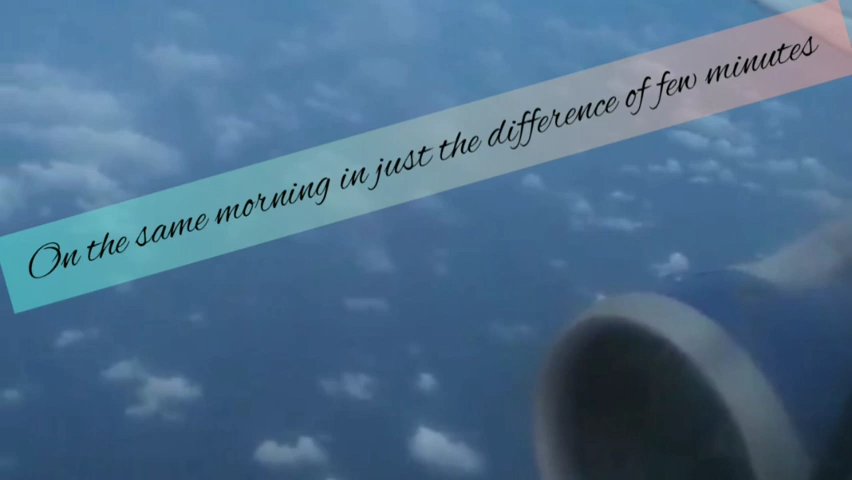 On the same morning in just the difference of few minutes